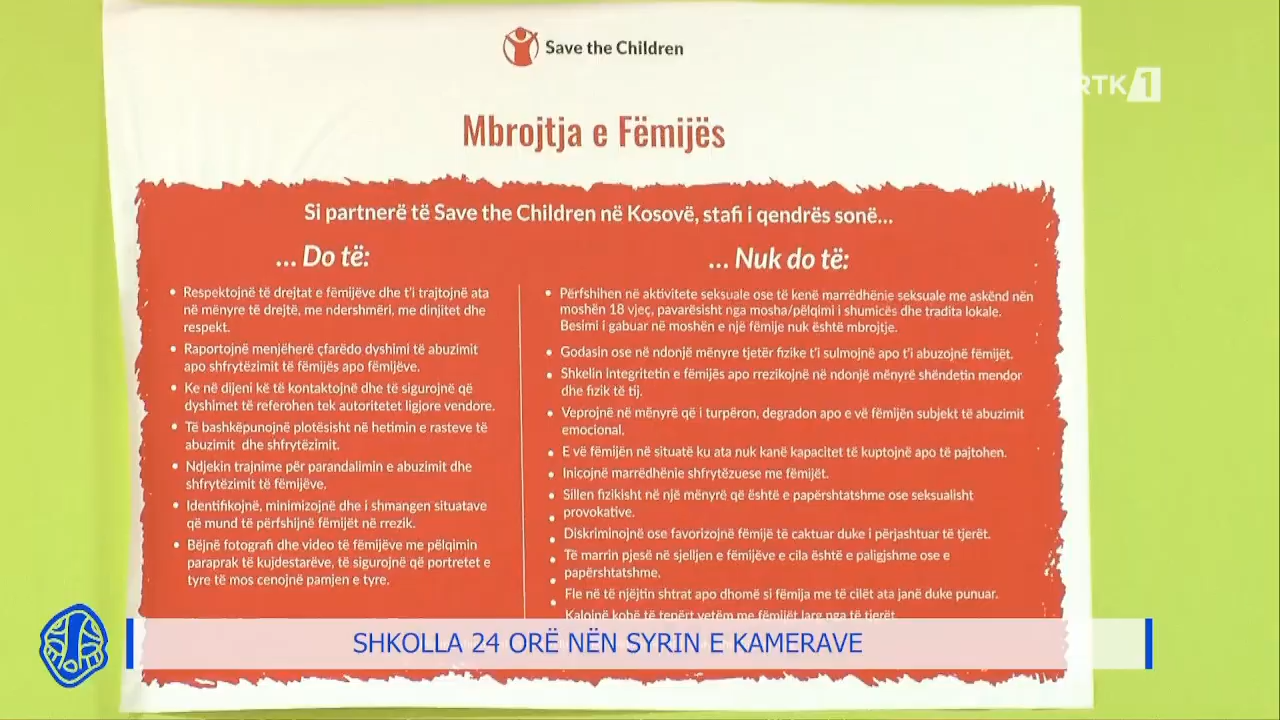 Save the Children
RTK 1
Mbrojtja e Fëmijës
Si partnerë të Save the Children në Kosovë, stafi i qendrës sonë...
... Do të:
• Respektojnë të drejtat e fëmijëve dhe t'i trajtojnë ata
në mënyre të drejtë, me ndershmëri, me dinjitet dhe
respekt.
• Raportojnë menjëherë çfarëdo dyshimi të abuzimit
apo shfrytëzimit të fëmijës apo fëmijëve.
• Ke në dijeni kë të kontaktojnë dhe të sigurojnë që
dyshimet të referohen tek autoritetet ligjore vendore.
• Të bashkëpunojnë plotësisht në hetimin e rasteve të
abuzimit dhe shfrytëzimit.
• Ndjekin trajnime për parandalimin e abuzimit dhe
shfrytëzimit të fëmijëve.
• Identifikojnë, minimizojnë dhe i shmangen situatave
që mund të përfshijnë fëmijët në rrezik.
• Bëjnë fotografi dhe video të fëmijëve me pëlqimin
paraprak të kujdestarëve, të sigurojnë që portretet e
tyre të mos cenojnë pamjen e tyre.
... Nuk do të:
• Përfshihen në aktivitete seksuale ose të kenë marrëdhënie seksuale me askënd nën
moshën 18 vjeç, pavarësisht nga mosha/pëlqimi i shumicës dhe tradita lokale.
Besimi i gabuar në moshën e një fëmije nuk është mbrojtje.
• Godasin ose në ndonjë mënyre tjetër fizike t'i sulmojnë apo t'i abuzojnë fëmijët.
• Shkelin integritetin e fëmijës apo rrezikojnë në ndonjë mënyrë shëndetin mendor
dhe fizik të tij.
• Veprojnë në mënyrë që i turpëron, degradon apo e vë fëmijën subjekt të abuzimit
emocional.
• E vë fëmijën në situatë ku ata nuk kanë kapacitet të kuptojnë apo të pajtohen.
• Inicojnë marrëdhënie shfrytëzuese me fëmijët.
• Sillen fizikisht në një mënyrë që është e papërshtatshme ose seksualisht
provokative.
• Diskriminojnë ose favorizojnë fëmijë të caktuar duke i përjashtuar të tjerët.
• Të marrin pjesë në sjelljen e fëmijëve e cila është e paligjshme ose e
papërshtatshme.
• Fle në të njëjtin shtrat apo dhomë si fëmija me të cilët ata janë duke punuar.
Kalojnë kohë të tepërt vetëm me fëmijët larg nga të tjerët.
SHKOLLA 24 ORË NËN SYRIN E KAMERAVE